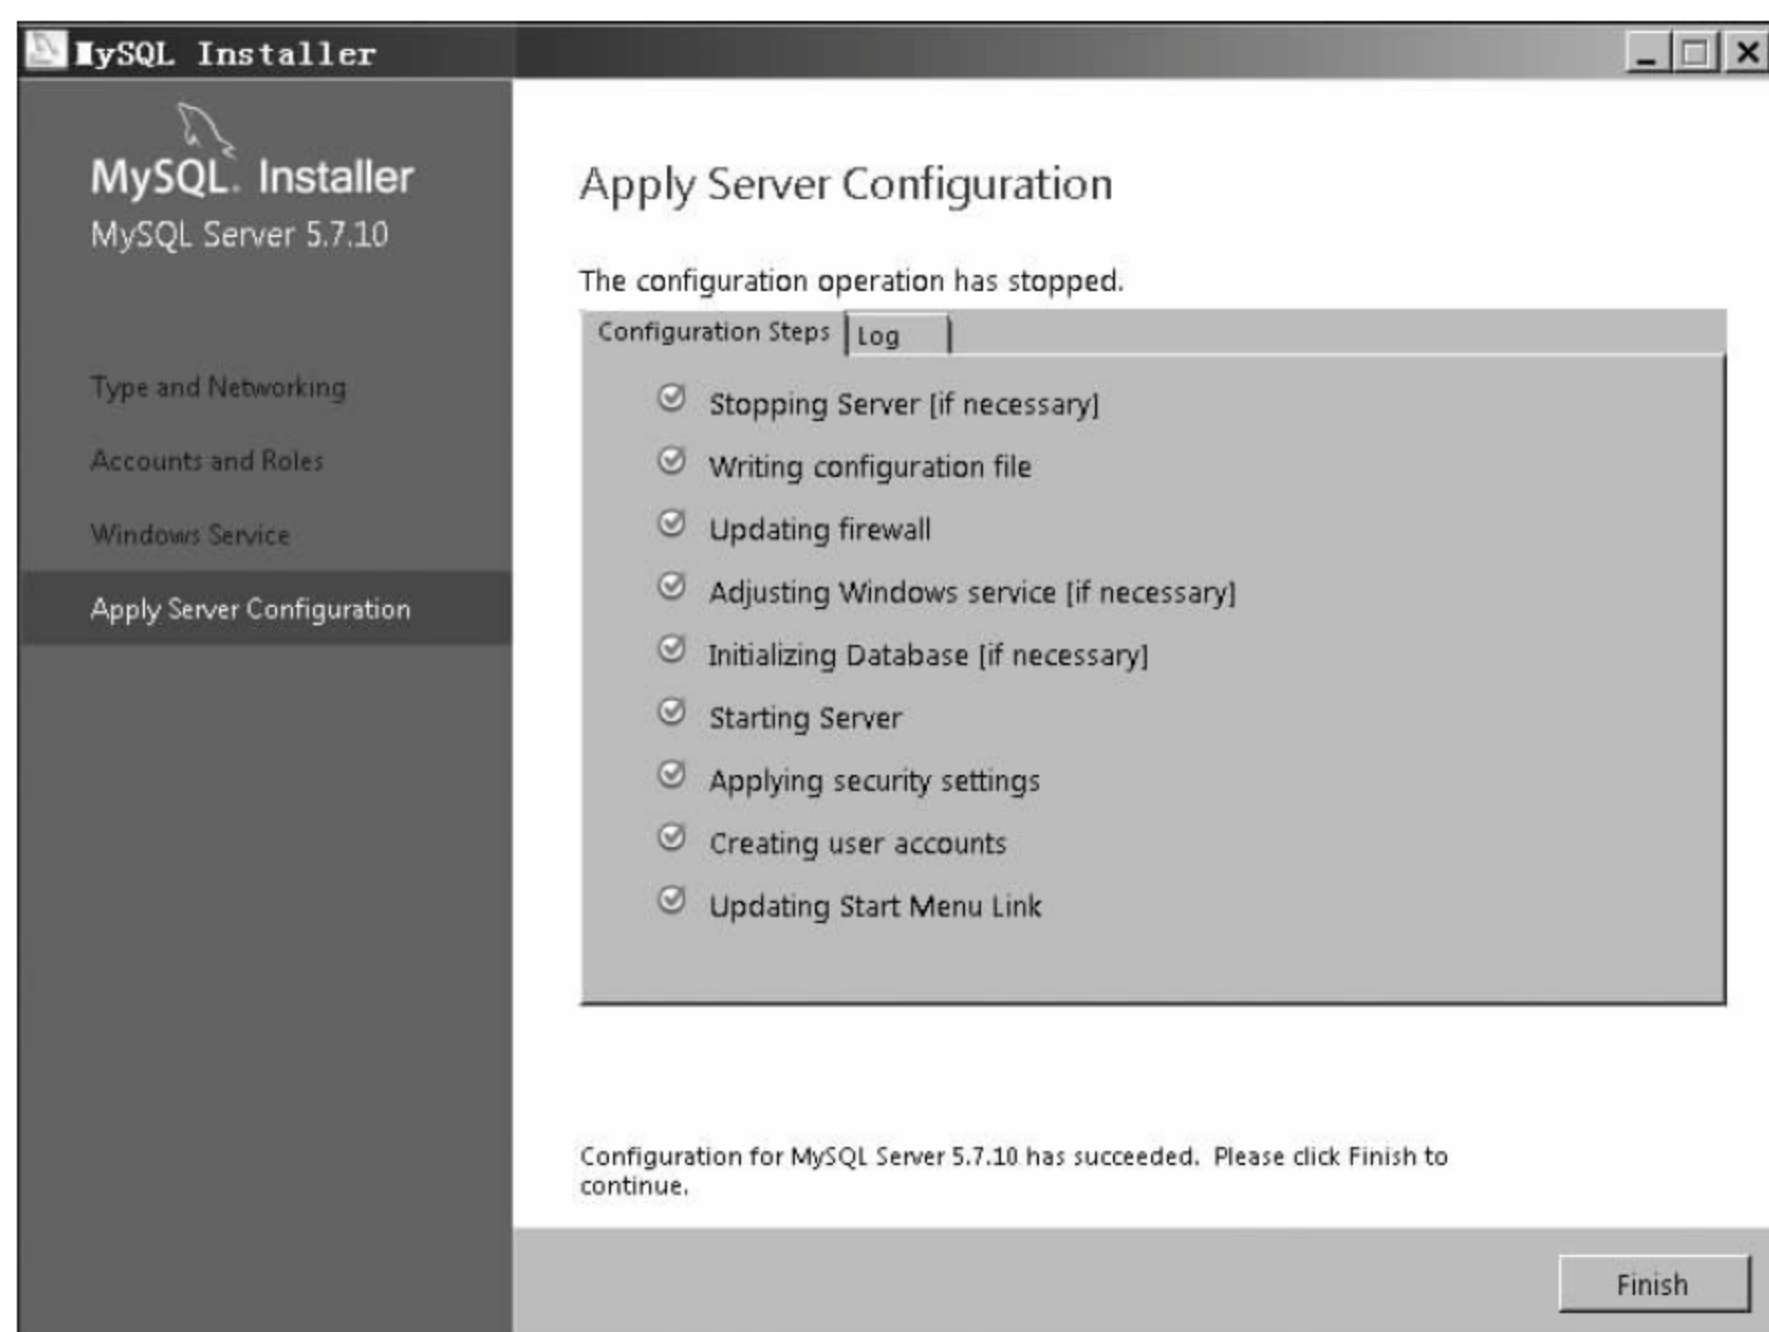 MySQL Installer
MySQL Installer
MySQL Server 5.7.10
Type and Networking
Accounts and Roles
Windows Service
Apply Server Configuration
Apply Server Configuration
The configuration operation has stopped.
Configuration Steps
Log
Stopping Server [if necessary]
Writing configuration file
Updating firewall
Adjusting Windows service [if necessary]
Initializing Database [if necessary]
Starting Server
Applying security settings
Creating user accounts
Updating Start Menu Link
Configuration for MySQL Server 5.7.10 has succeeded. Please click Finish to
continue.
Finish